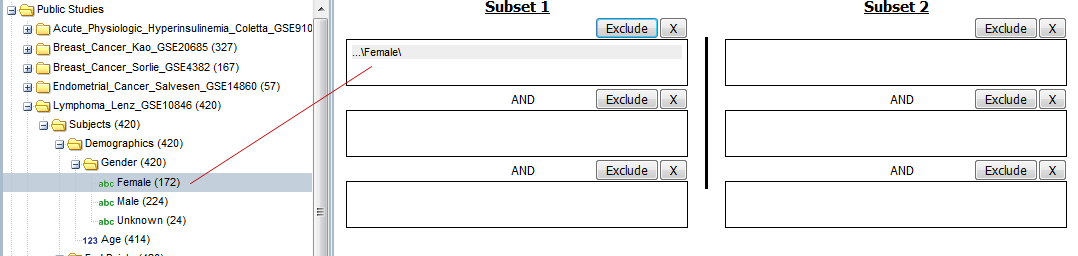 Public Studies
Acute_Physiologic_Hyperinsulinemia_Coletta_GSE910
Breast_Cancer_Kao_GSE20685 (327)
Breast_Cancer_Sorlie_GSE4382 (167)
Endometrial_Cancer_Salvesen_GSE14860 (57)
Lymphoma_Lenz_GSE10846 (420)
Subjects (420)
Demographics (420)
Gender (420)
abc Female (172)
abc Male (224)
abc Unknown (24)
123 Age (414)
Subset 1
Exclude X
...\Female\
AND Exclude X
AND Exclude X
Subset 2
Exclude X
AND Exclude X
AND Exclude X